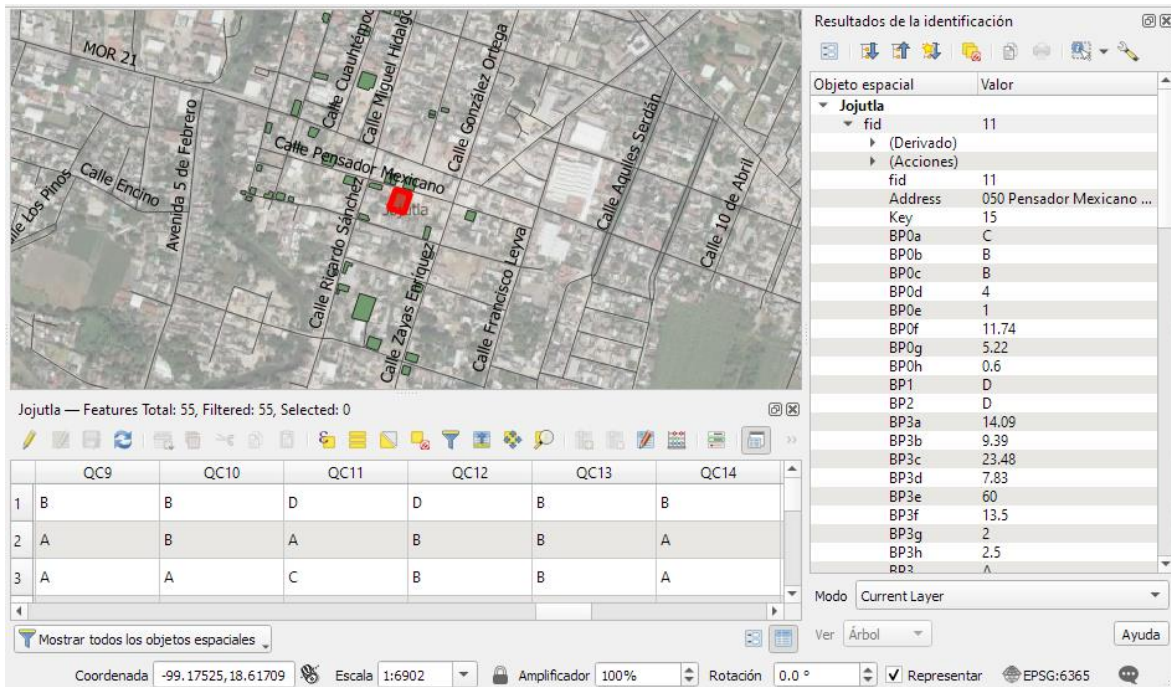 MOR 21
Calle Cuauhtémoc
Calle Miguel Hidalgo
Calle González Ortega
Calle Pensador Mexicano
Calle Aquiles Serdán
Calle 10 de Abril
Avenida 5 de Febrero
Calle Encino
Los Pinos
Jojutla
Calle Ricardo Sánchez
Calle Zayas Enriquez
Calle Francisco Leyva
Resultados de la identificación
Objeto espacial Valor
Jojutla
fid 11
(Derivado)
(Acciones)
fid 11
Address 050 Pensador Mexicano ...
Key 15
BP0a C
BP0b B
BP0c B
BP0d 4
BP0e 1
BP0f 11.74
BP0g 5.22
BP0h 0.6
BP1 D
BP2 D
BP3a 14.09
BP3b 9.39
BP3c 23.48
BP3d 7.83
BP3e 60
BP3f 13.5
BP3g 2
BP3h 2.5
BP3 A
Modo Current Layer
Ver Árbol Ayuda
Jojutla — Features Total: 55, Filtered: 55, Selected: 0
QC9 QC10 QC11 QC12 QC13 QC14
1 B B D D B B
2 A B A B B A
3 A A C B B A
Mostrar todos los objetos espaciales
Coordenada -99.17525,18.61709 Escala 1:6902 Amplificador 100% Rotación 0.0 ° Representar EPSG:6365